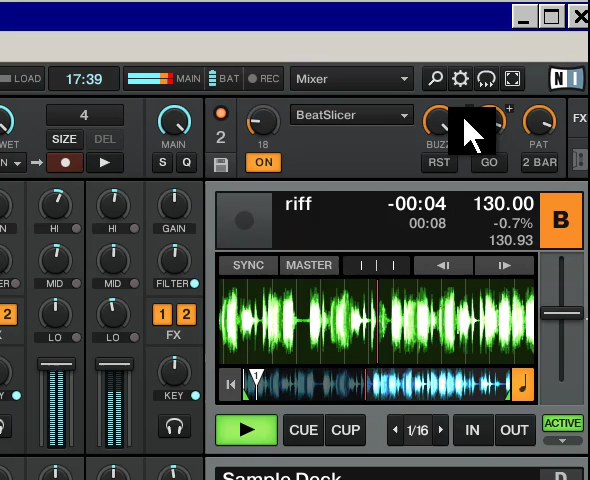 LOAD 17:39 MAIN BAT REC Mixer NI
WET 4 MAIN 2 18 BeatSlicer PAT FX
SIZE DEL
S Q ON RST GO 2 BAR
HI HI GAIN
MID MID FILTER
LO LO
2 1 2
FX
KEY
riff -00:04 130.00 B
00:08 -0.7%
130.93
SYNC MASTER
1
CUE CUP 1/16 IN OUT ACTIVE
Sample Deck D